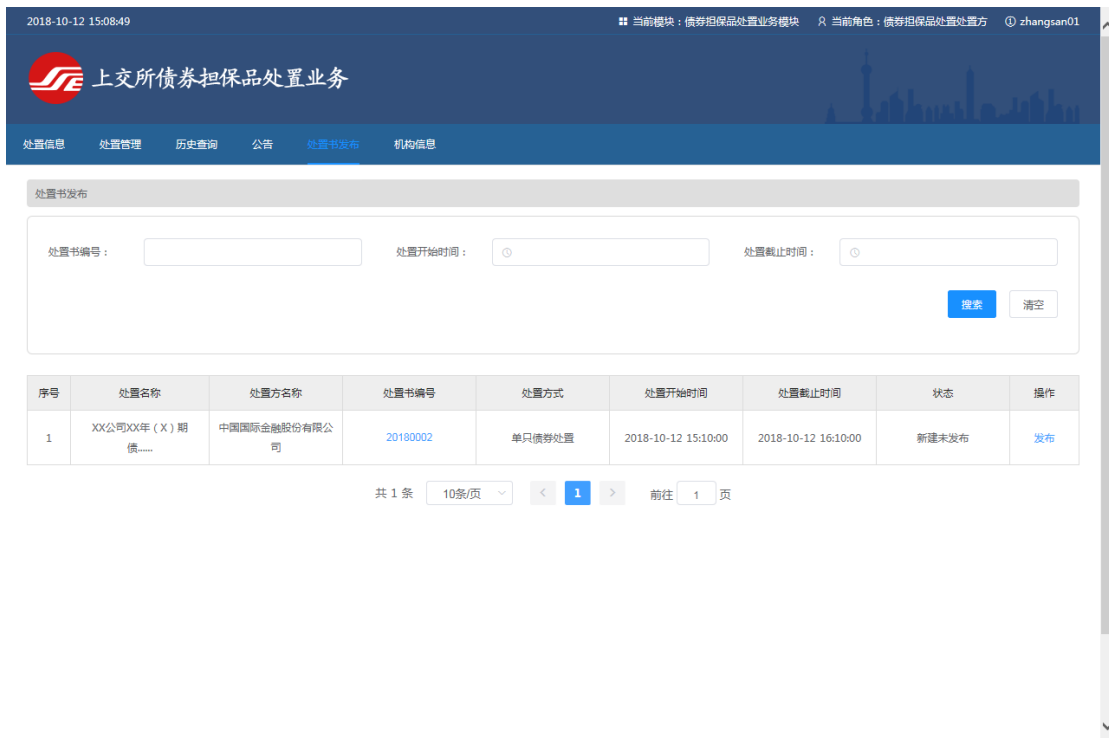 2018-10-12 15:08:49 当前模块：债券担保品处置业务模块 当前角色：债券担保品处置处置方 zhangsan01
上交所债券担保品处置业务
处置信息 处置管理 历史查询 公告 处置书发布 机构信息
处置书发布
处置书编号： 处置开始时间： 处置截止时间：
搜索 清空
序号 处置名称 处置方名称 处置书编号 处置方式 处置开始时间 处置截止时间 状态 操作
1 XX公司XX年（X）期债...... 中国国际金融股份有限公司 20180002 单只债券处置 2018-10-12 15:10:00 2018-10-12 16:10:00 新建未发布 发布
共 1 条 10条/页 < 1 > 前往 1 页